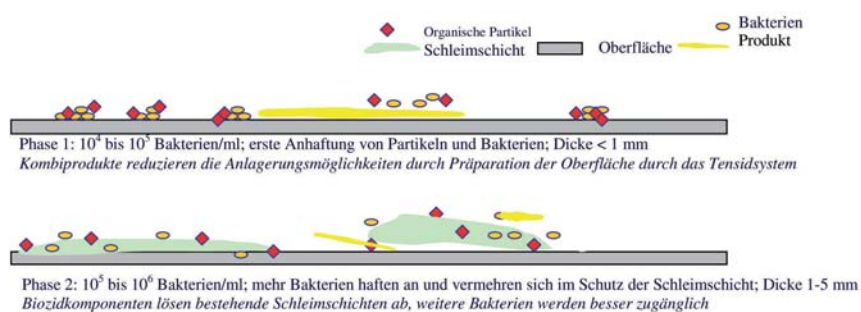 Organische Partikel
Bakterien
Schleimschicht
Oberfläche
Produkt
Phase 1: 10⁴ bis 10⁵ Bakterien/ml; erste Anhaftung von Partikeln und Bakterien; Dicke < 1 mm
Kombiprodukte reduzieren die Anlagerungsmöglichkeiten durch Präparation der Oberfläche durch das Tensidsystem
Phase 2: 10⁵ bis 10⁶ Bakterien/ml; mehr Bakterien haften an und vermehren sich im Schutz der Schleimschicht; Dicke 1-5 mm
Biozidkomponenten lösen bestehende Schleimschichten ab, weitere Bakterien werden besser zugänglich